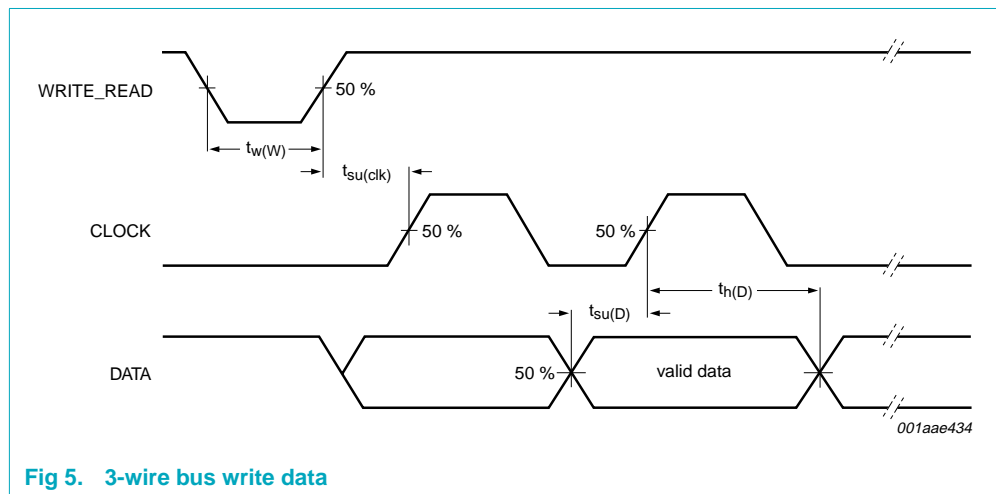 WRITE_READ
50 %
tw(W)
tsu(clk)
CLOCK
50 %
50 %
th(D)
tsu(D)
DATA
50 %
valid data
001aae434
Fig 5. 3-wire bus write data